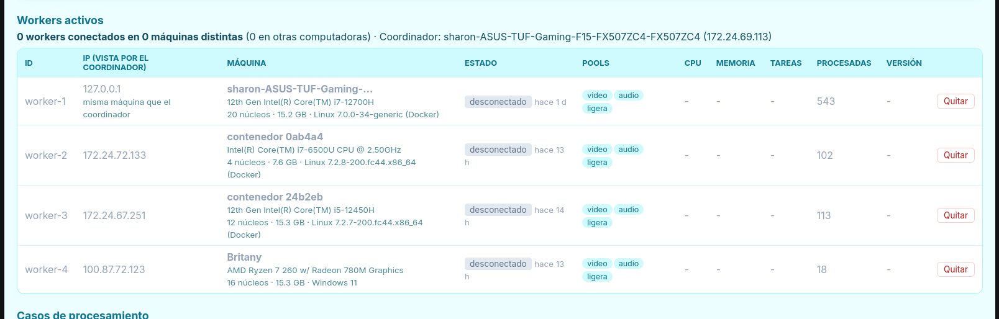 Workers activos
0 workers conectados en 0 máquinas distintas (0 en otras computadoras) · Coordinador: sharon-ASUS-TUF-Gaming-F15-FX507ZC4-FX507ZC4 (172.24.69.113)
ID IP (VISTA POR EL COORDINADOR) MÁQUINA ESTADO POOLS CPU MEMORIA TAREAS PROCESADAS VERSIÓN
worker-1
127.0.0.1
misma máquina que el
coordinador
sharon-ASUS-TUF-Gaming-...
12th Gen Intel(R) Core(TM) i7-12700H
20 núcleos · 15.2 GB · Linux 7.0.0-34-generic (Docker)
desconectado hace 1 d
video audio
ligera
- - - 543 - Quitar
worker-2
172.24.72.133
contenedor 0ab4a4
Intel(R) Core(TM) i7-6500U CPU @ 2.50GHz
4 núcleos · 7.6 GB · Linux 7.2.8-200.fc44.x86_64
(Docker)
desconectado hace 13
h
video audio
ligera
- - - 102 - Quitar
worker-3
172.24.67.251
contenedor 24b2eb
12th Gen Intel(R) Core(TM) i5-12450H
12 núcleos · 15.3 GB · Linux 7.2.7-200.fc44.x86_64
(Docker)
desconectado hace 14
h
video audio
ligera
- - - 113 - Quitar
worker-4
100.87.72.123
Britany
AMD Ryzen 7 260 w/ Radeon 780M Graphics
16 núcleos · 15.3 GB · Windows 11
desconectado hace 13
h
video audio
ligera
- - - 18 - Quitar
Casos de procesamiento